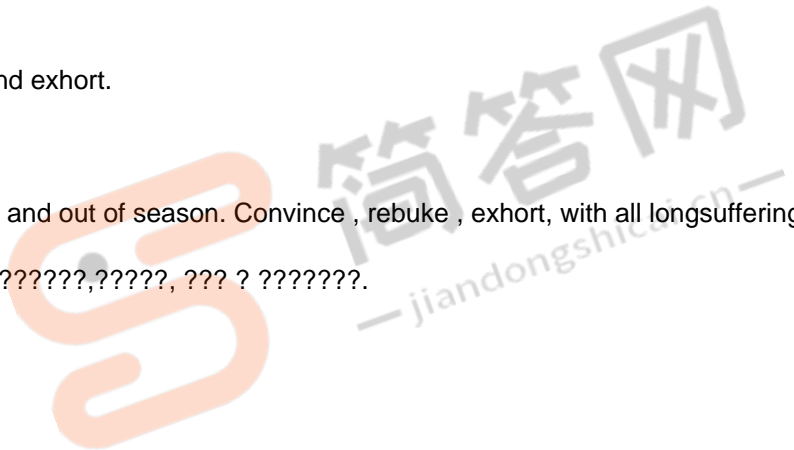 nd exhort.
简答网
and out of season. Convince , rebuke , exhort, with all longsuffering
jiandongshicai.cn
??????,?????, ??? ? ???????.